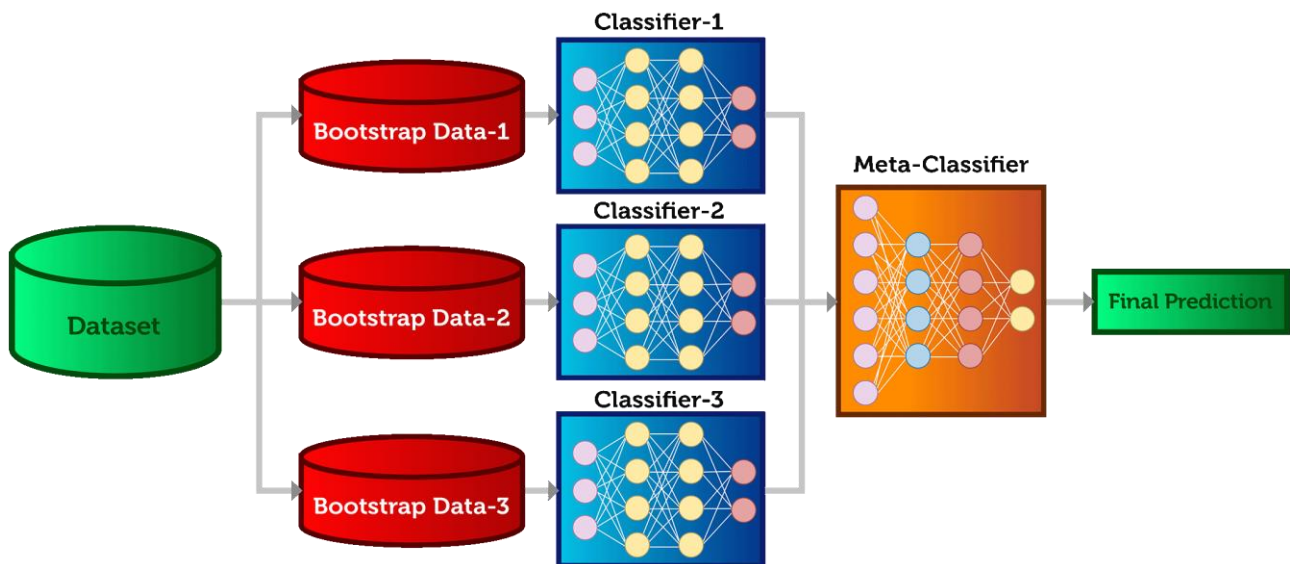 Classifier-1
Bootstrap Data-1
Meta-Classifier
Classifier-2
Dataset
Bootstrap Data-2
Final Prediction
Classifier-3
Bootstrap Data-3